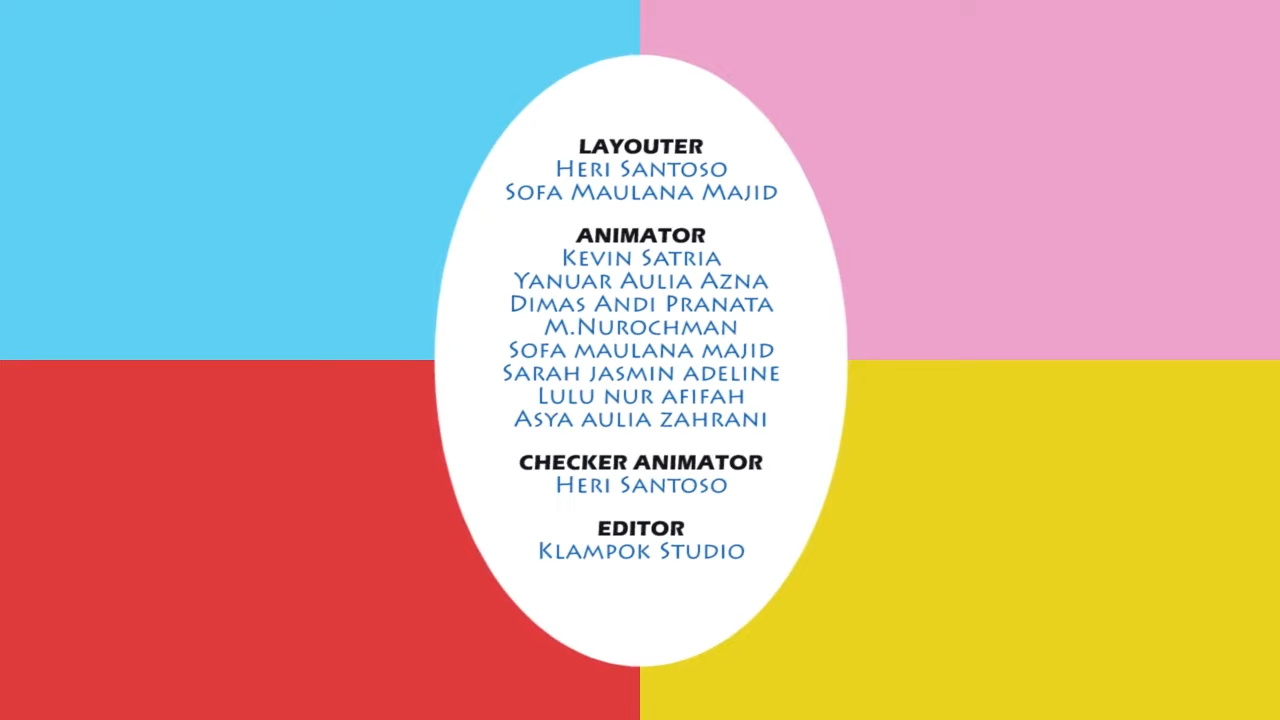 LAYOUTER
Heri Santoso
Sofa Maulana Majid
ANIMATOR
Kevin Satria
Yanuar Aulia Azna
Dimas Andi Pranata
M.Nurochman
Sofa maulana majid
Sarah jasmin adeline
Lulu nur afifah
Asya aulia zahrani
CHECKER ANIMATOR
Heri Santoso
EDITOR
Klampok Studio